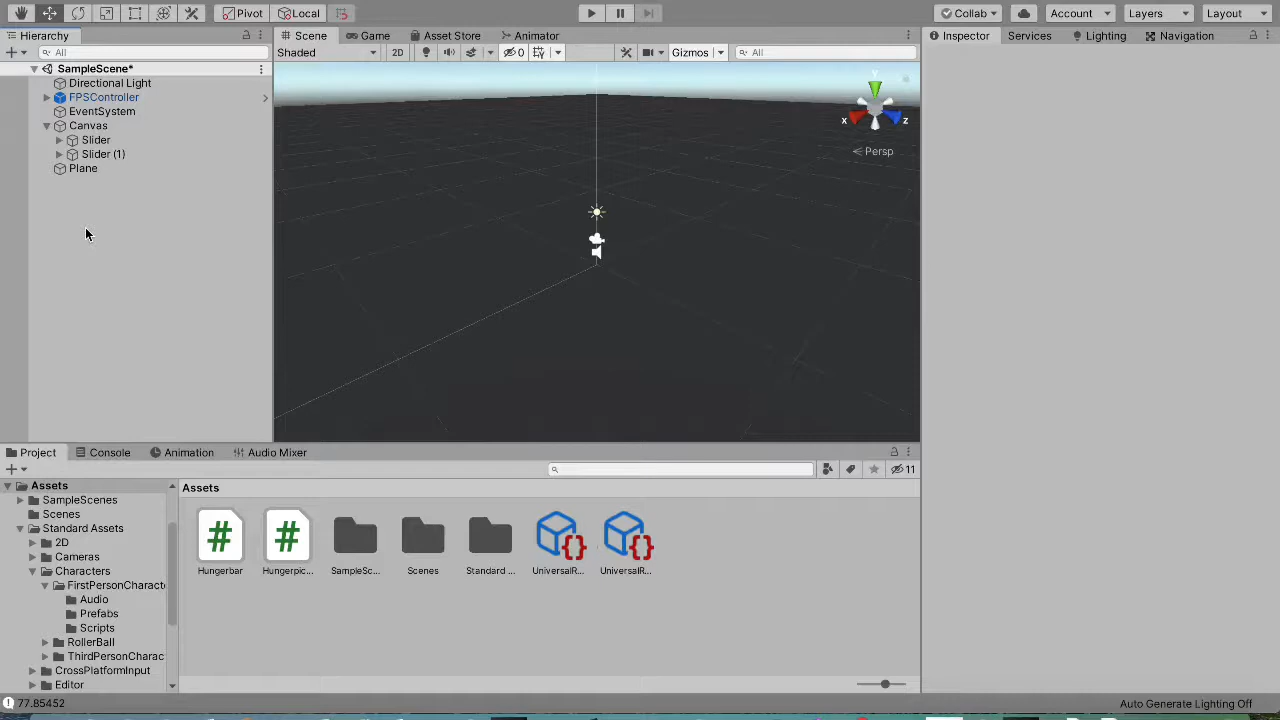 Pivot Local Collab Account Layers Layout
Hierarchy Scene Game Asset Store Animator Inspector Services Lighting Navigation
All Shaded 2D 0 Gizmos All
SampleScene*
Directional Light
FPSController
EventSystem
Canvas
Slider
Slider (1)
Plane
Y
X Z
< Persp
Project Console Animation Audio Mixer
11
Assets
SampleScenes
Scenes
Standard Assets
2D
Cameras
Characters
FirstPersonCharact
Audio
Prefabs
Scripts
RollerBall
ThirdPersonCharac
CrossPlatformInput
Editor
Assets
Hungerbar Hungerpic... SampleSc... Scenes Standard ... UniversalR... UniversalR...
77.85452 Auto Generate Lighting Off